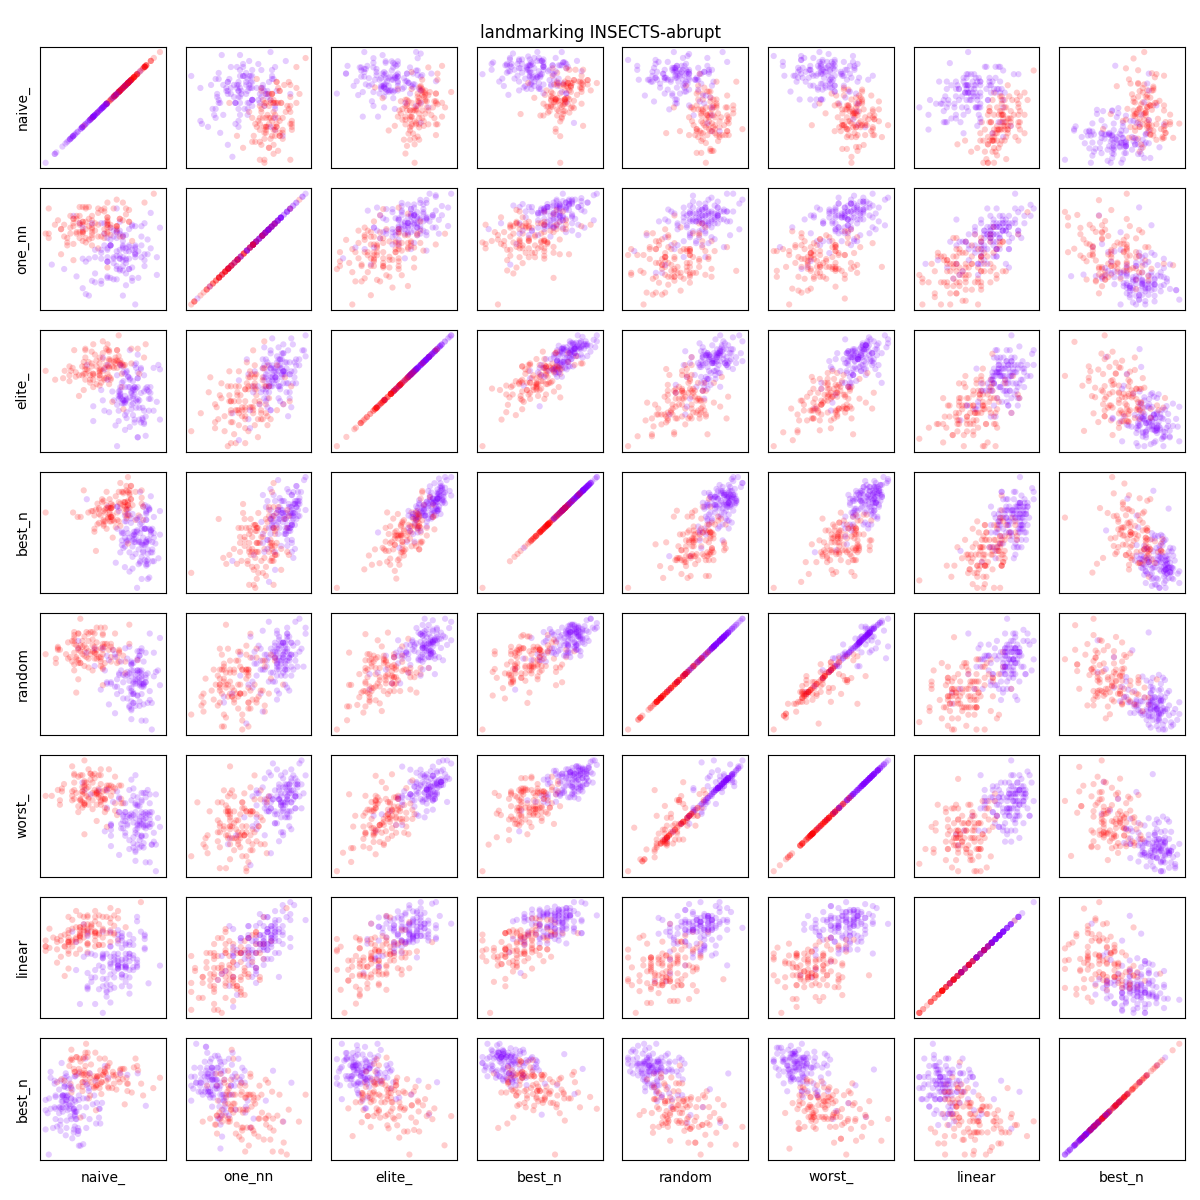 landmarking INSECTS-abrupt
naive_
one_nn
elite_
best_n
random
worst_
linear
best_n
naive_ one_nn elite_ best_n random worst_ linear best_n